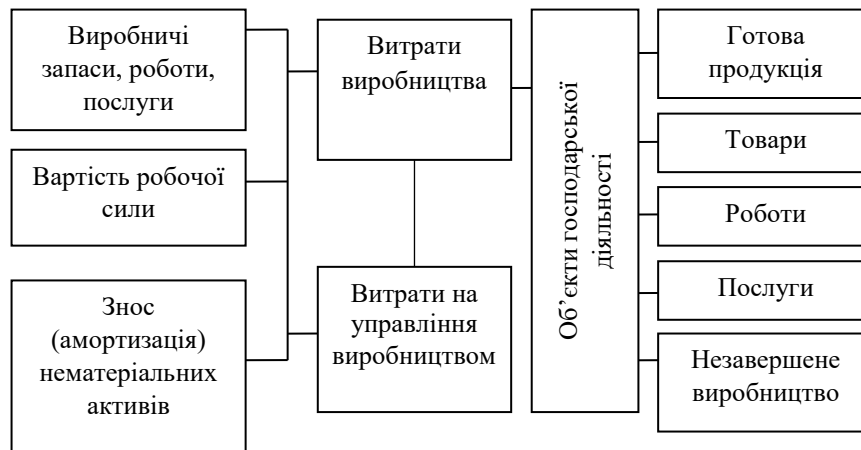 Виробничі
запаси, роботи,
послуги
Вартість робочої
сили
Знос
(амортизація)
нематеріальних
активів
Витрати
виробництва
Витрати на
управління
виробництвом
Об’єкти господарської
діяльності
Готова
продукція
Товари
Роботи
Послуги
Незавершене
виробництво